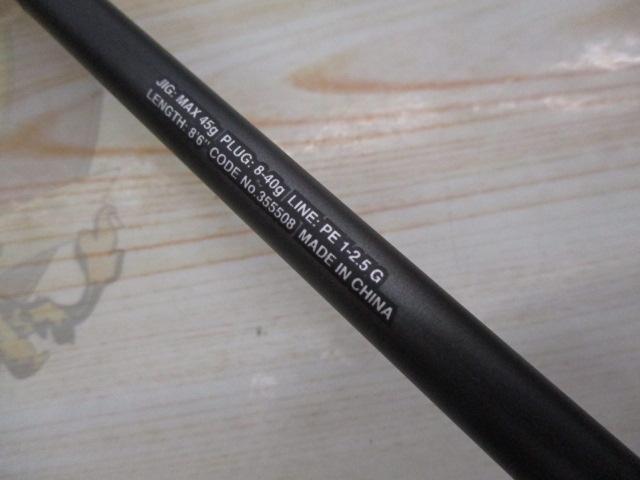 JIG: MAX 45g | PLUG: 8-40g | LINE: PE 1-2.5 G
LENGTH: 8'6" CODE No.355508 | MADE IN CHINA